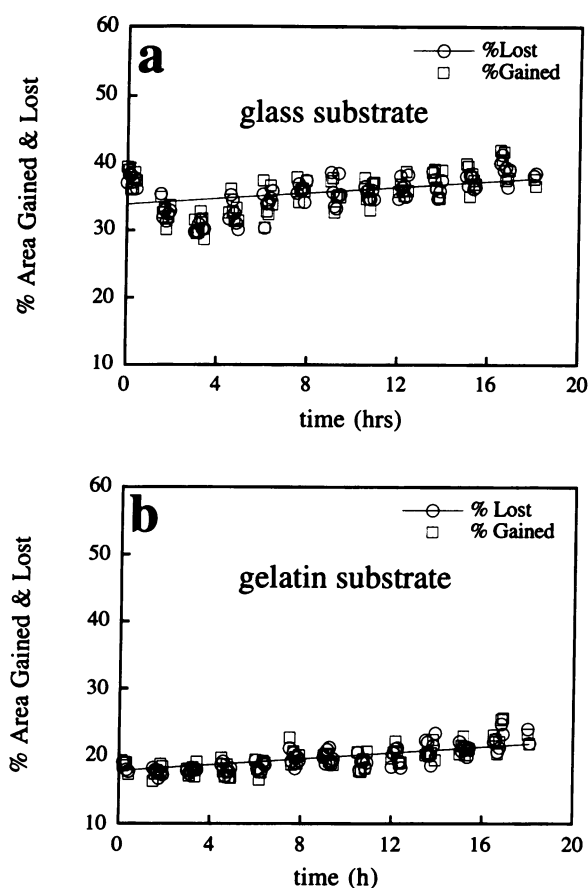 a
%Lost
%Gained
glass substrate
% Area Gained & Lost
60
50
40
30
20
10
0 4 8 12 16 20
time (hrs)
b
% Lost
% Gained
gelatin substrate
% Area Gained & Lost
60
50
40
30
20
10
0 4 8 12 16 20
time (h)